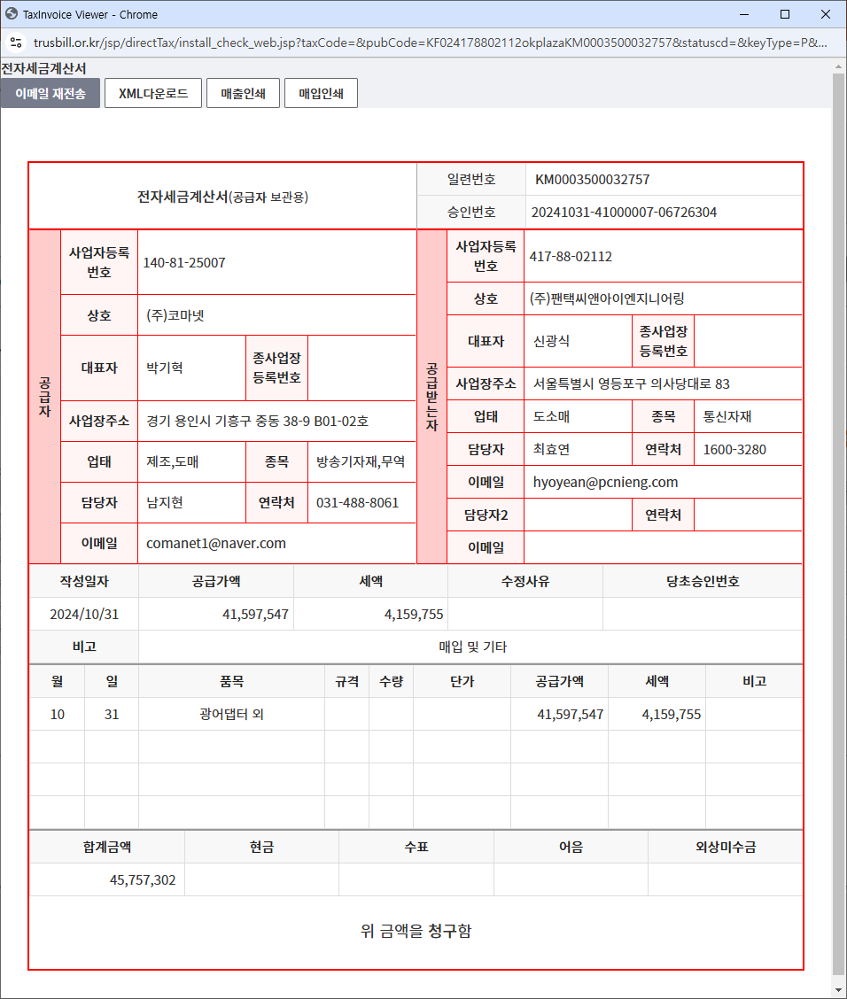 TaxInvoice Viewer - Chrome
trusbill.or.kr/jsp/directTax/install_check_web.jsp?taxCode=&pubCode=KF024178802112okplazaKM0003500032757&statuscd=&keyType=P&...
전자세금계산서
이메일 재전송 XML다운로드 매출인쇄 매입인쇄
전자세금계산서(공급자 보관용)
일련번호 KM0003500032757
승인번호 20241031-41000007-06726304
공급자
사업자등록번호 140-81-25007
상호 (주)코마넷
대표자 박기혁 종사업장등록번호
사업장주소 경기 용인시 기흥구 중동 38-9 B01-02호
업태 제조,도매 종목 방송기자재,무역
담당자 남지현 연락처 031-488-8061
이메일 comanet1@naver.com
공급받는자
사업자등록번호 417-88-02112
상호 (주)팬택씨앤아이엔지니어링
대표자 신광식 종사업장등록번호
사업장주소 서울특별시 영등포구 의사당대로 83
업태 도소매 종목 통신자재
담당자 최효연 연락처 1600-3280
이메일 hyoyean@pcnieng.com
담당자2 연락처
이메일
작성일자 공급가액 세액 수정사유 당초승인번호
2024/10/31 41,597,547 4,159,755
비고 매입 및 기타
월 일 품목 규격 수량 단가 공급가액 세액 비고
10 31 광어댑터 외 41,597,547 4,159,755
합계금액 현금 수표 어음 외상미수금
45,757,302
위 금액을 청구함